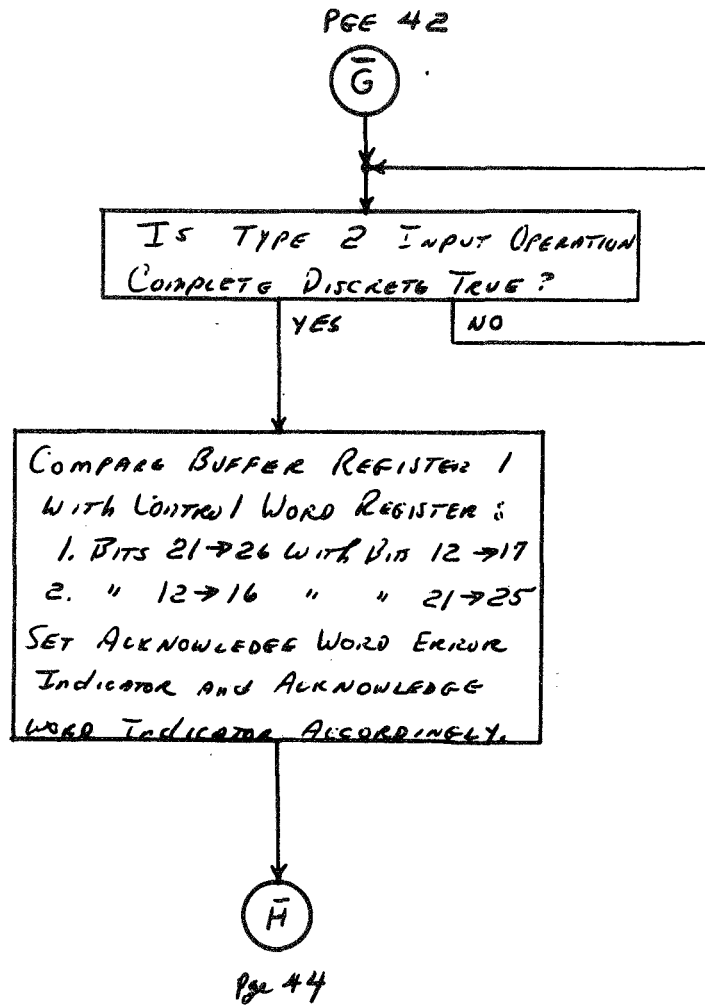 PGE 42
G̅
IS TYPE 2 INPUT OPERATION
COMPLETE DISCRETE TRUE?
YES NO
COMPARE BUFFER REGISTER 1
WITH CONTROL WORD REGISTER:
1. BITS 21→26 WITH BITS 12→17
2. " 12→16 " " 21→25
SET ACKNOWLEDGE WORD ERROR
INDICATOR AND ACKNOWLEDGE
WORD INDICATOR ACCORDINGLY.
H̅
Pge 44